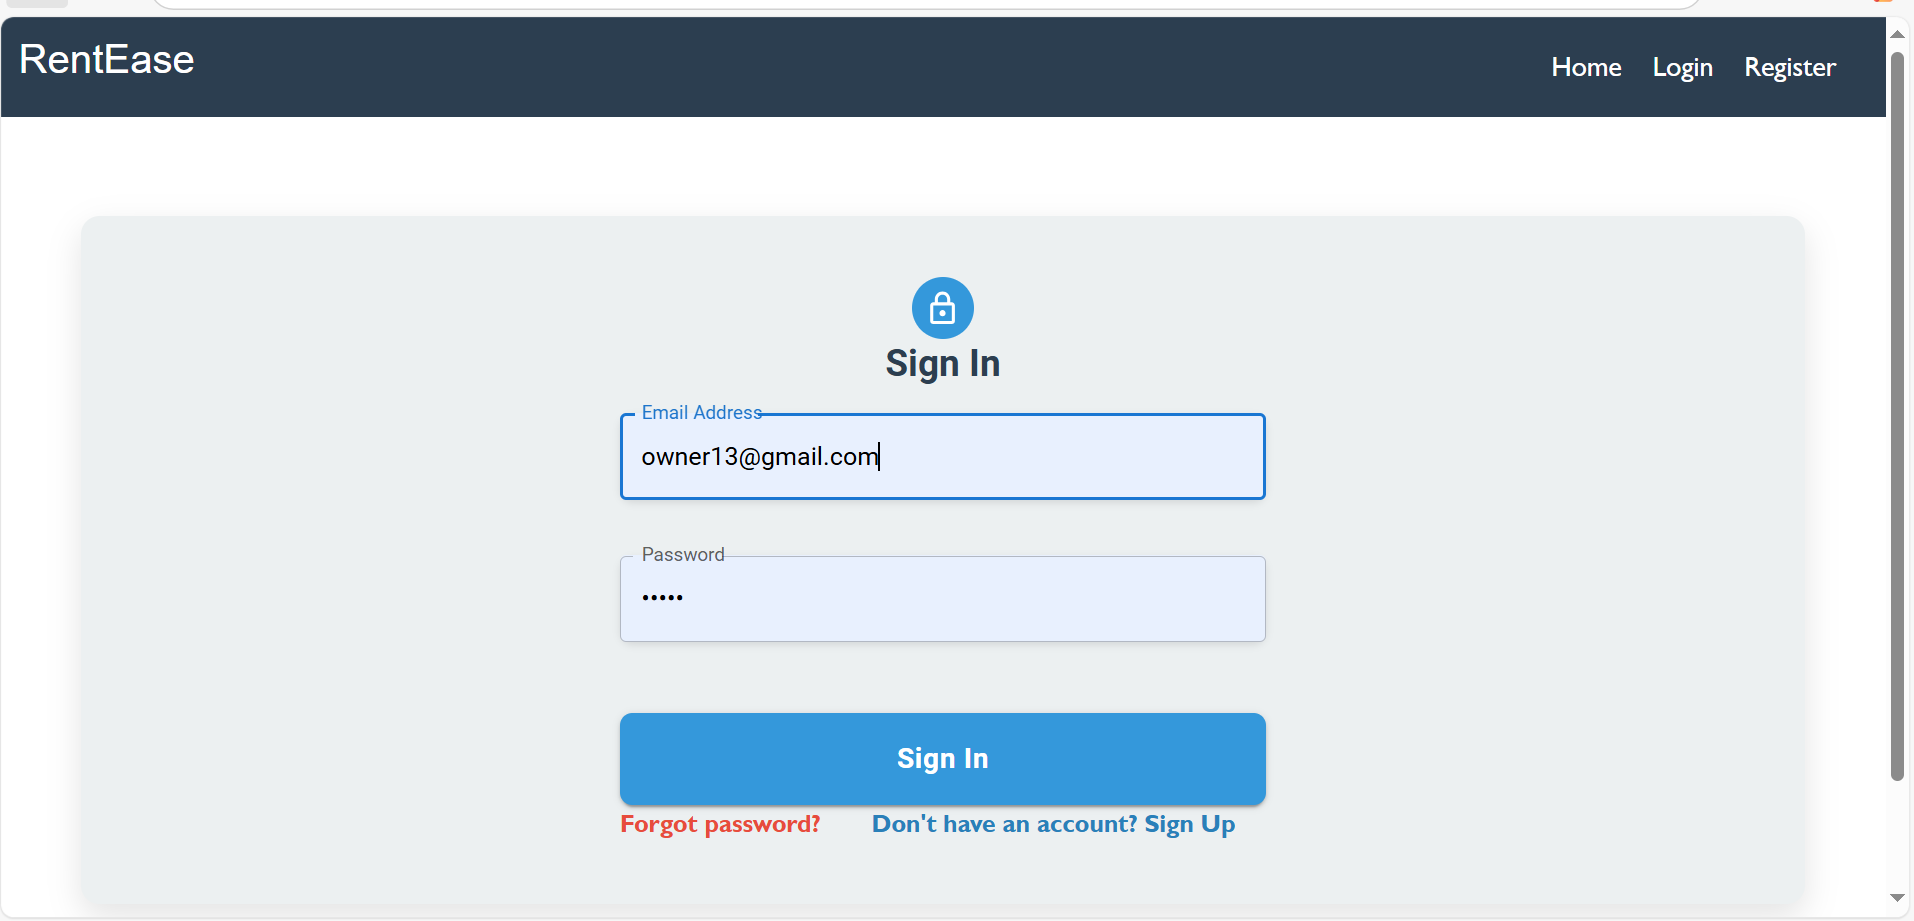 RentEase
Home Login Register
Sign In
Email Address
owner13@gmail.com
Password
•••••
Sign In
Forgot password? Don't have an account? Sign Up